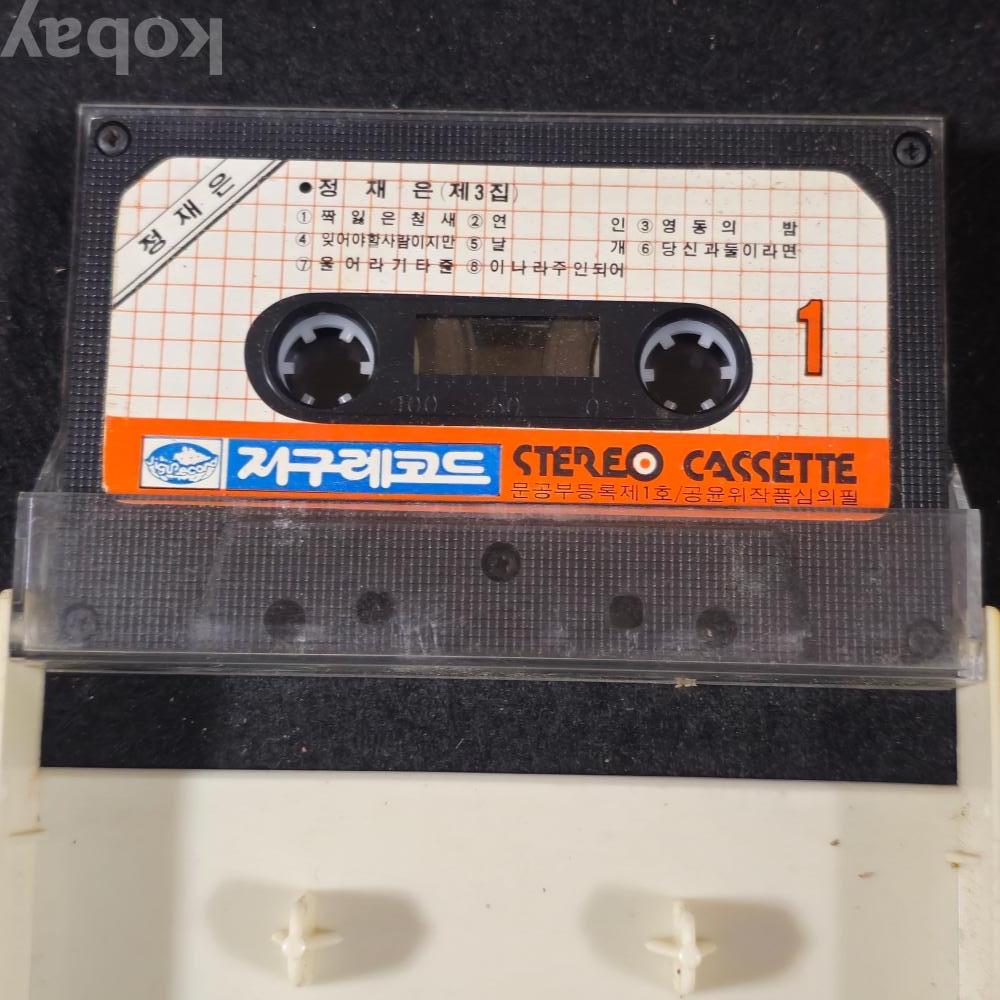 kobay
정재은
●정 재 은 (제3집)
① 짝 잃 은 철 새 ② 연 인 ③ 영 동 의 밤
④ 잊어야할사람이지만 ⑤ 날 개 ⑥ 당신과둘이라면
⑦ 울 어 라 기 타 줄 ⑧ 이 나 라 주 인 되 어
1
100 50 0
지구레코드 STEREO CASSETTE
문공부등록제1호/공윤위작품심의필